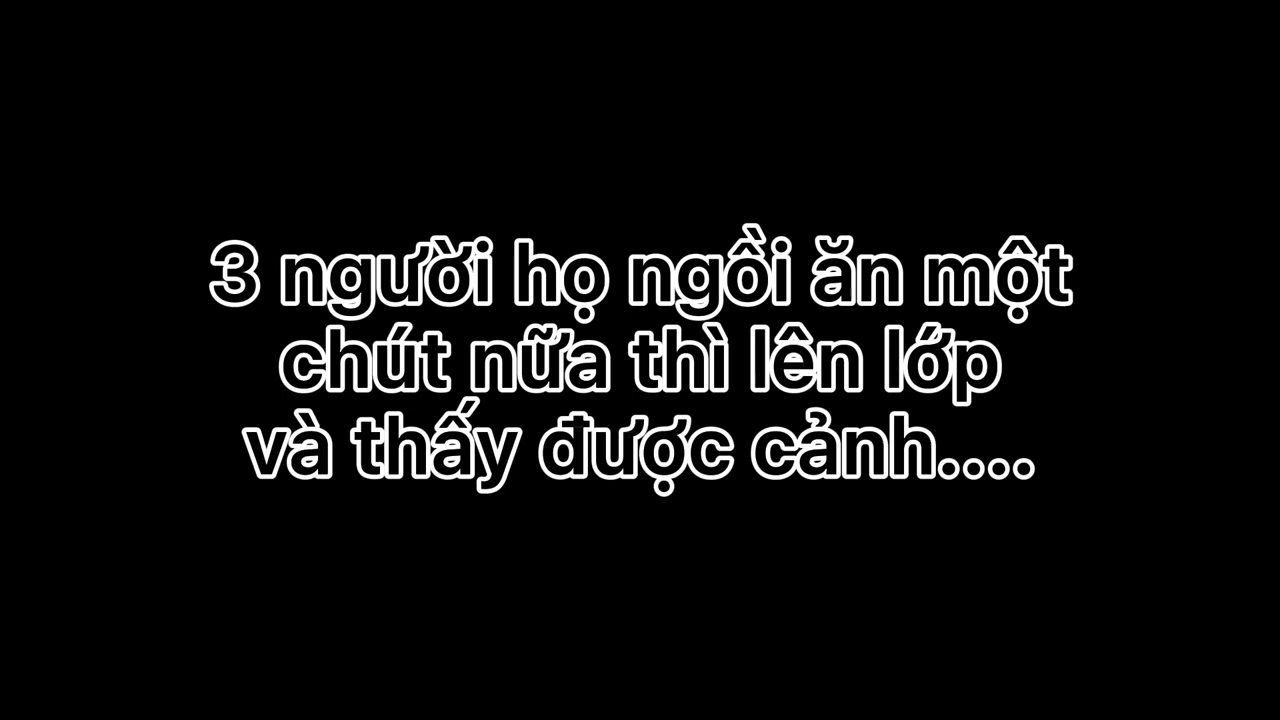 3 người họ ngồi ăn một
chút nữa thì lên lớp
và thấy được cảnh....